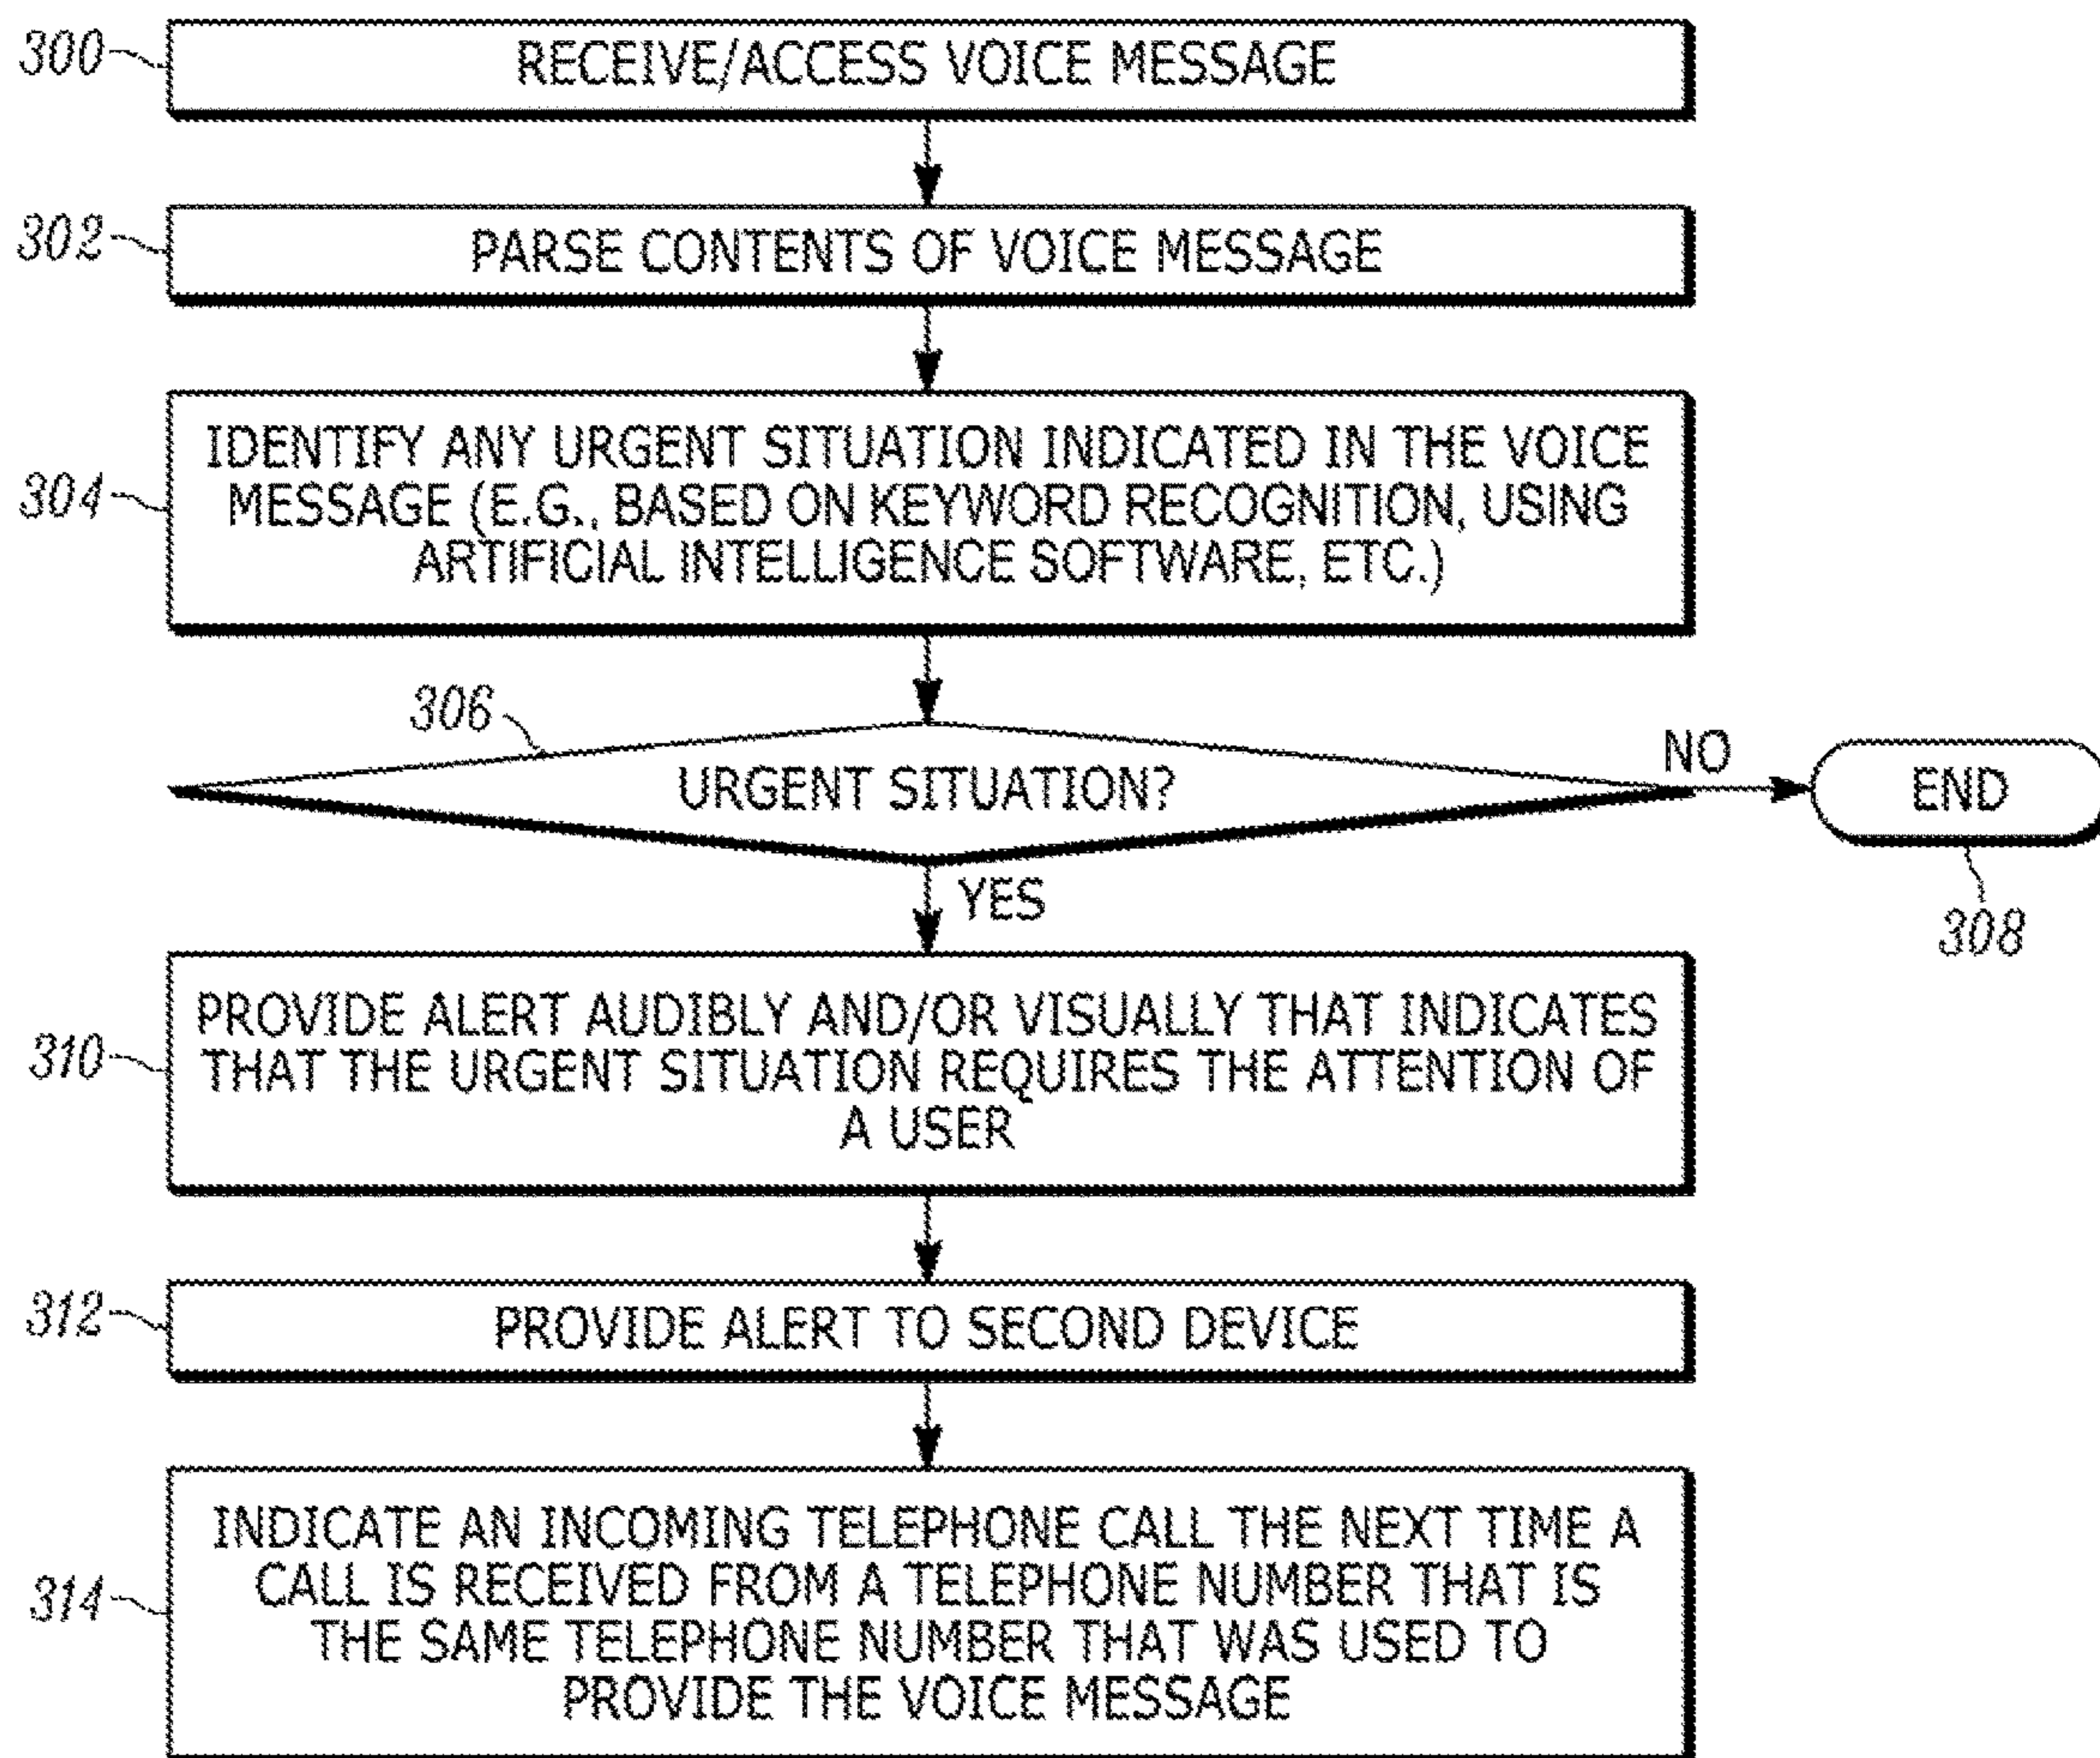 300
RECEIVE/ACCESS VOICE MESSAGE
302
PARSE CONTENTS OF VOICE MESSAGE
304
IDENTIFY ANY URGENT SITUATION INDICATED IN THE VOICE
MESSAGE (E.G., BASED ON KEYWORD RECOGNITION, USING
ARTIFICIAL INTELLIGENCE SOFTWARE, ETC.)
306
URGENT SITUATION?
NO
END
308
YES
310
PROVIDE ALERT AUDIBLY AND/OR VISUALLY THAT INDICATES
THAT THE URGENT SITUATION REQUIRES THE ATTENTION OF
A USER
312
PROVIDE ALERT TO SECOND DEVICE
314
INDICATE AN INCOMING TELEPHONE CALL THE NEXT TIME A
CALL IS RECEIVED FROM A TELEPHONE NUMBER THAT IS
THE SAME TELEPHONE NUMBER THAT WAS USED TO
PROVIDE THE VOICE MESSAGE